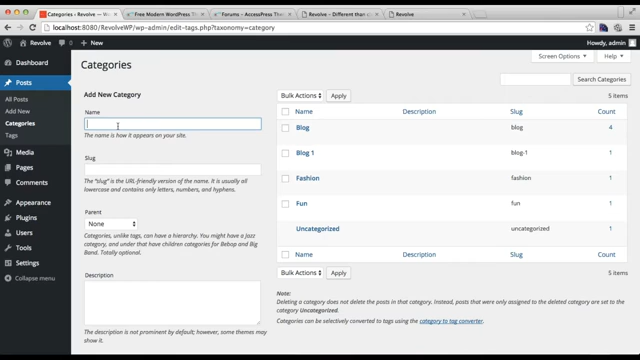 Categories ‹ Revolve — W
Free Modern WordPress Th
Forums - AccessPress Th
Revolve – Different than c
Revolve
localhost:8080/RevolveWP/wp-admin/edit-tags.php?taxonomy=category
Revolve
0
+ New
Howdy, admin
Screen Options
Help
Dashboard
Posts
All Posts
Add New
Categories
Tags
Media
Pages
Comments
Appearance
Plugins
Users
Tools
Settings
Collapse menu
Categories
Search Categories
Add New Category
Name
The name is how it appears on your site.
Slug
The “slug” is the URL-friendly version of the name. It is usually all
lowercase and contains only letters, numbers, and hyphens.
Parent
None
Categories, unlike tags, can have a hierarchy. You might have a Jazz
category, and under that have children categories for Bebop and Big
Band. Totally optional.
Description
The description is not prominent by default; however, some themes may
show it.
Bulk Actions
Apply
5 items
Name Description Slug Count
Blog blog 4
Blog 1 blog-1 1
Fashion fashion 1
Fun fun 1
Uncategorized uncategorized 1
Name Description Slug Count
Bulk Actions
Apply
5 items
Note:
Deleting a category does not delete the posts in that category. Instead, posts that were only assigned to the deleted category are set to the
category Uncategorized.
Categories can be selectively converted to tags using the category to tag converter.